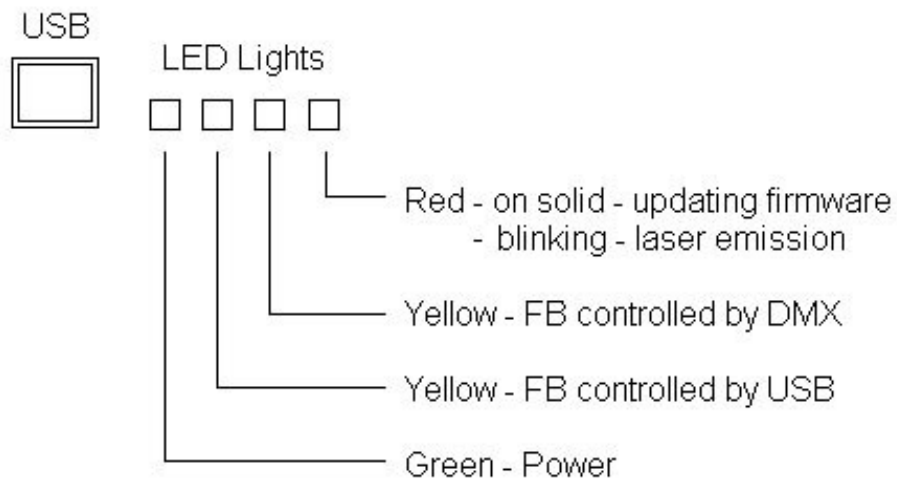 USB
LED Lights
Red - on solid - updating firmware
- blinking - laser emission
Yellow - FB controlled by DMX
Yellow - FB controlled by USB
Green - Power